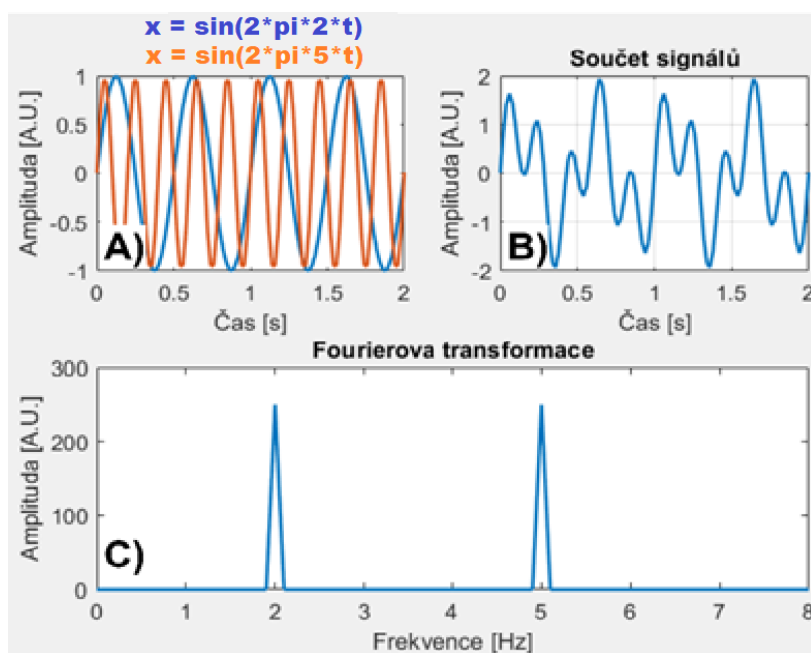 x = sin(2*pi*2*t)
x = sin(2*pi*5*t)
Amplituda [A.U.]
1
0.5
0
-0.5
-1
A)
0 0.5 1 1.5 2
Čas [s]
Součet signálů
Amplituda [A.U.]
2
1
0
-1
-2
B)
0 0.5 1 1.5 2
Čas [s]
Fourierova transformace
Amplituda [A.U.]
300
200
100
0
C)
0 1 2 3 4 5 6 7 8
Frekvence [Hz]